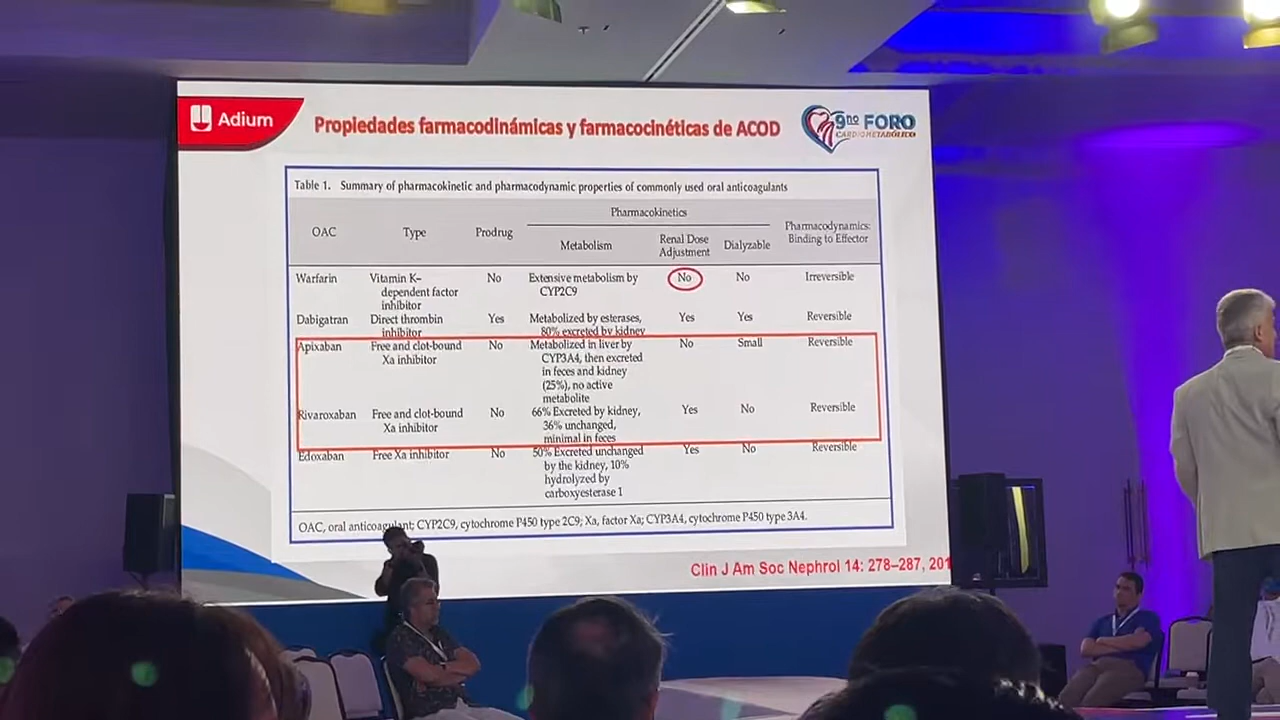 Adium
Propiedades farmacodinámicas y farmacocinéticas de ACOD
9no FORO
CARDIOMETABÓLICO
Table 1. Summary of pharmacokinetic and pharmacodynamic properties of commonly used oral anticoagulants
Pharmacokinetics
OAC Type Prodrug Metabolism Renal Dose Adjustment Dialyzable Pharmacodynamics: Binding to Effector
Warfarin Vitamin K– No Extensive metabolism by No No Irreversible
dependent factor CYP2C9
inhibitor
Dabigatran Direct thrombin Yes Metabolized by esterases, Yes Yes Reversible
inhibitor 80% excreted by kidney
Apixaban Free and clot-bound No Metabolized in liver by No Small Reversible
Xa inhibitor CYP3A4, then excreted
in feces and kidney
(25%), no active
metabolite
Rivaroxaban Free and clot-bound No 66% Excreted by kidney, Yes No Reversible
Xa inhibitor 36% unchanged,
minimal in feces
Edoxaban Free Xa inhibitor No 50% Excreted unchanged Yes No Reversible
by the kidney, 10%
hydrolyzed by
carboxyesterase 1
OAC, oral anticoagulant; CYP2C9, cytochrome P450 type 2C9; Xa, factor Xa; CYP3A4, cytochrome P450 type 3A4.
Clin J Am Soc Nephrol 14: 278–287, 201